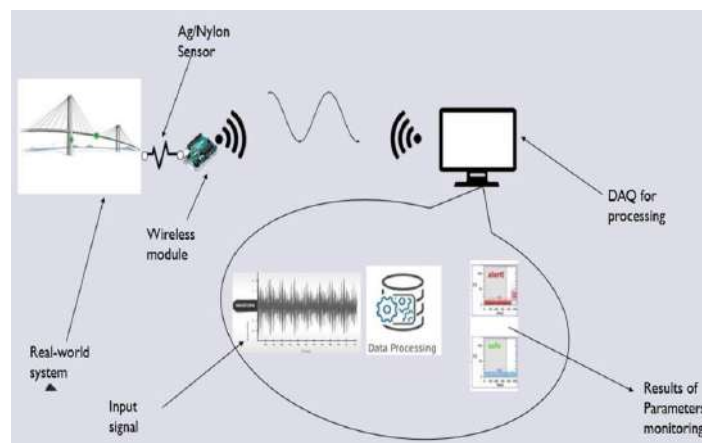 Ag/Nylon
Sensor
Wireless
module
DAQ for
processing
alert!
safe
Data Processing
Real-world
system
Input
signal
Results of
Parameters
monitoring